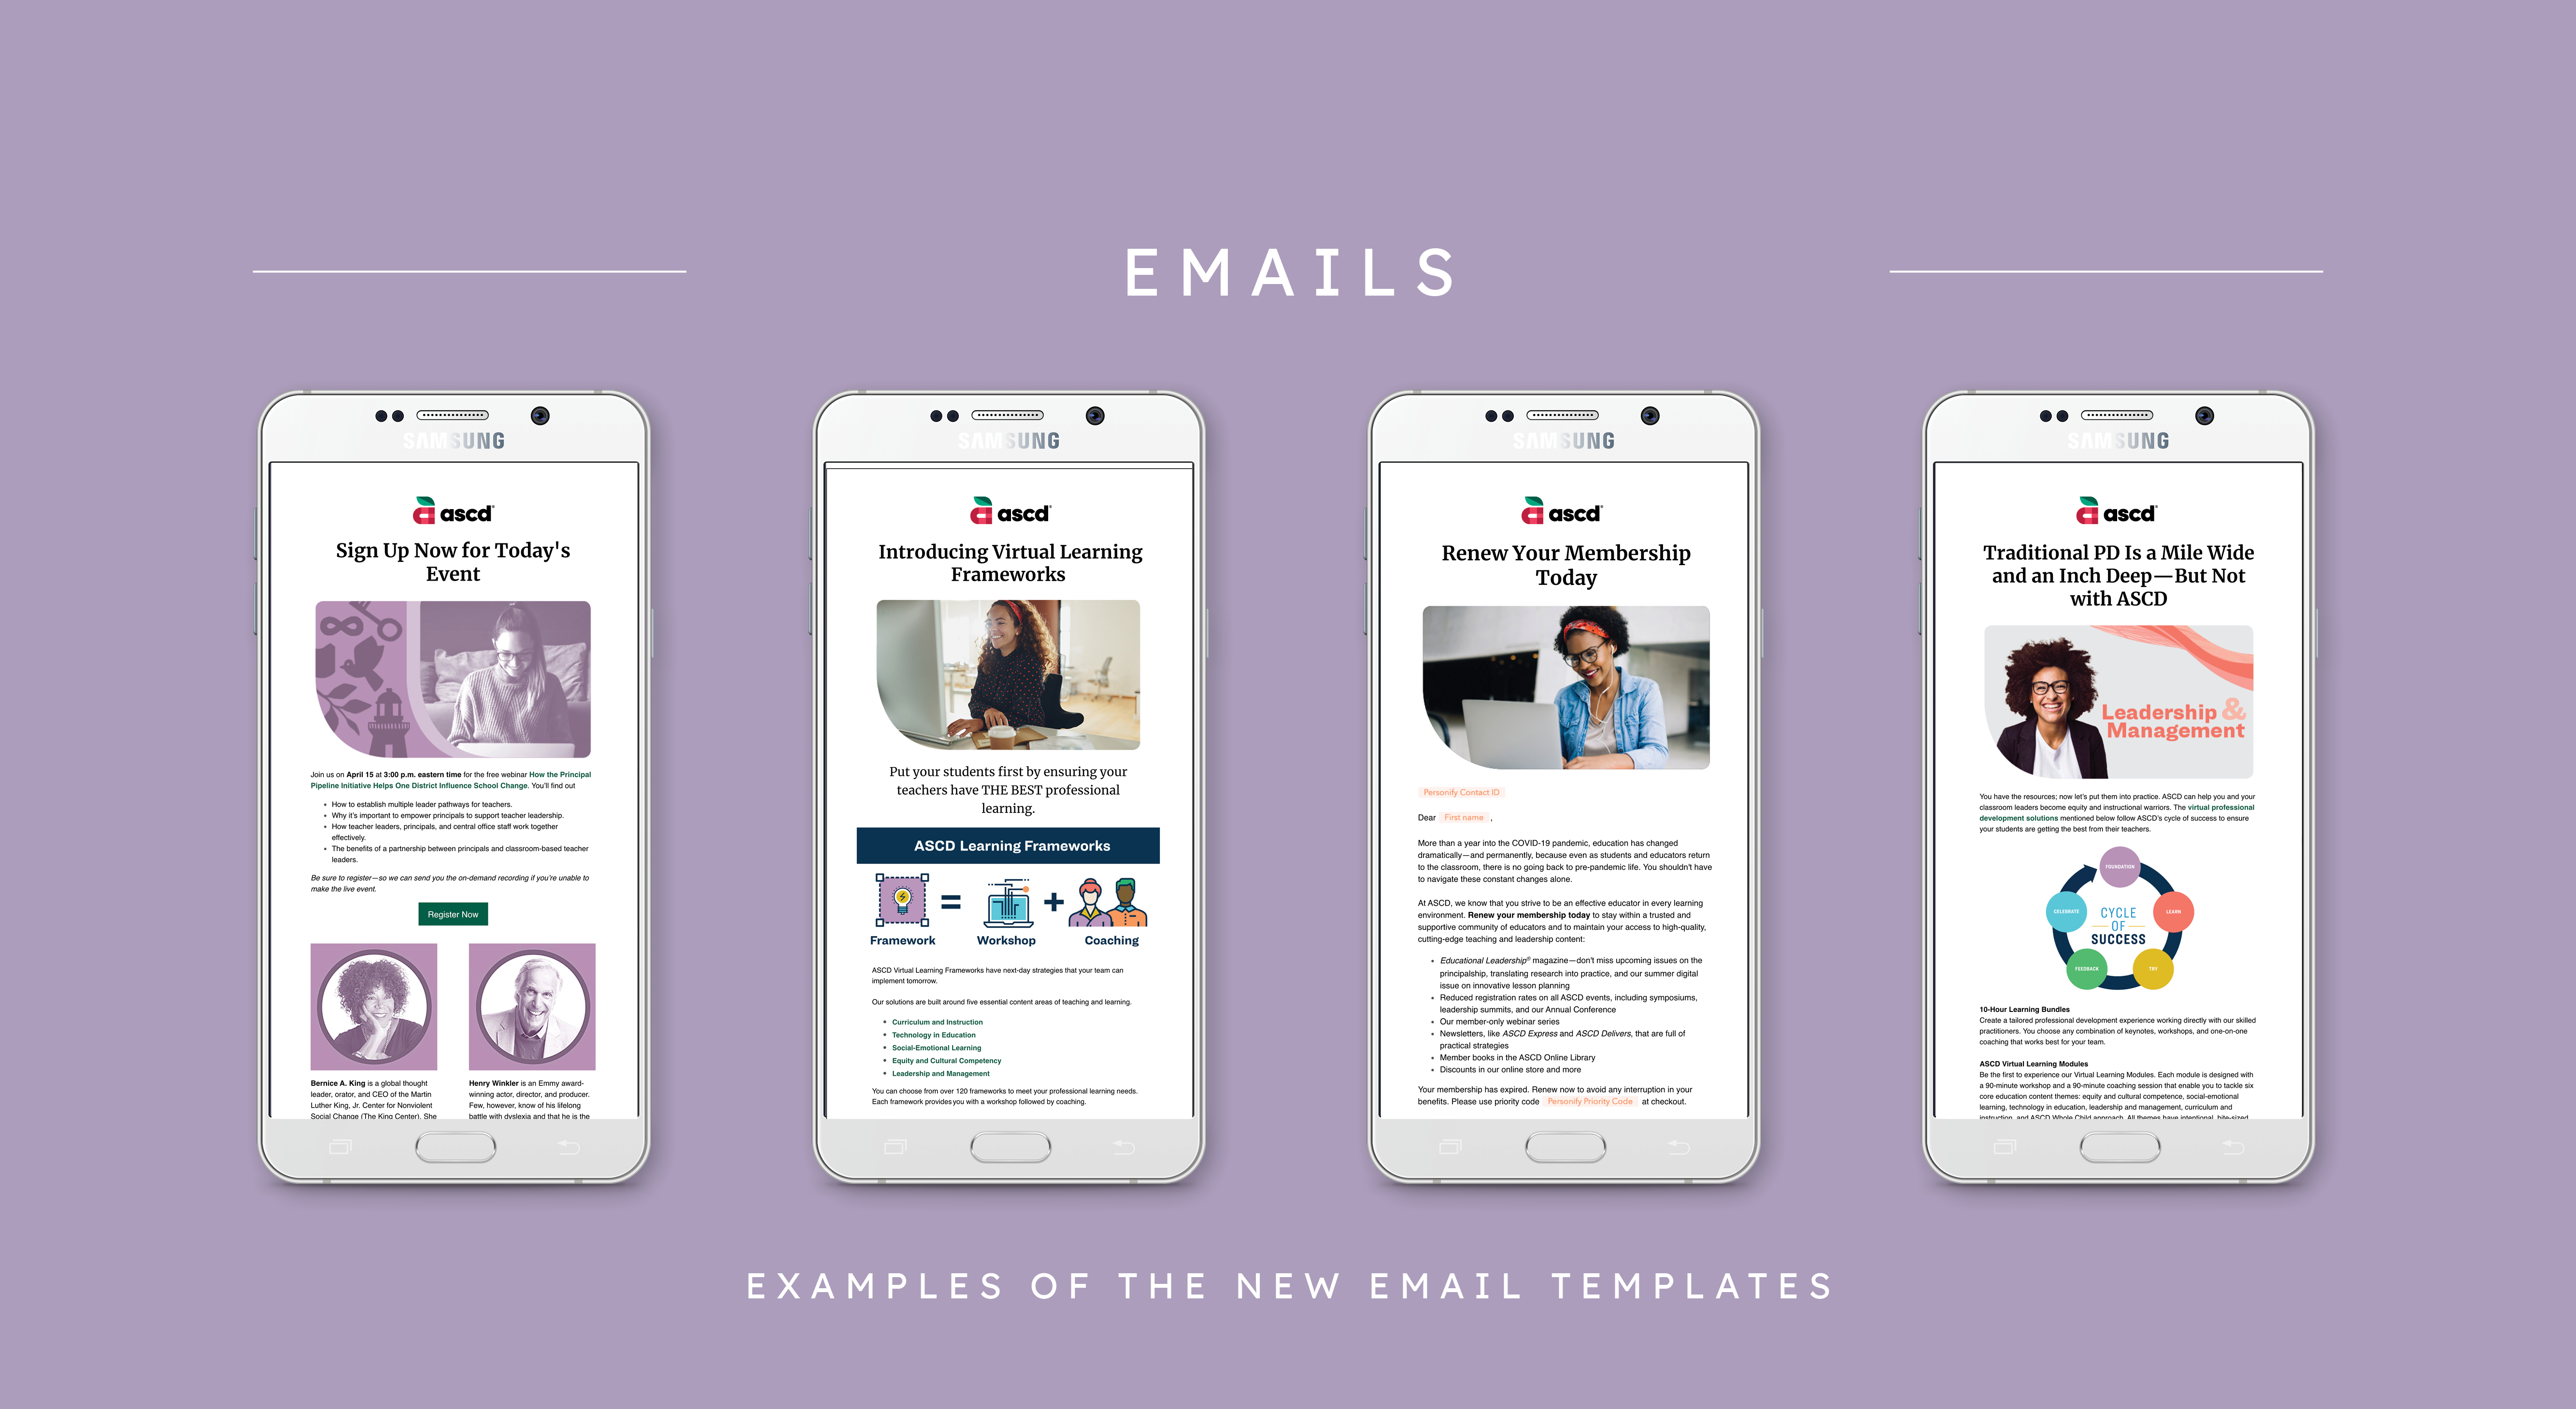 EMAILS
SAMSUNG
ascd
Sign Up Now for Today's
Event
Join us on April 15 at 3:00 p.m. eastern time for the free webinar How the Principal
Pipeline Initiative Helps One District Influence School Change. You'll find out
• How to establish multiple leader pathways for teachers.
• Why it's important to empower principals to support teacher leadership.
• How teacher leaders, principals, and central office staff work together
effectively.
• The benefits of a partnership between principals and classroom-based teacher
leaders.
Be sure to register—so we can send you the on-demand recording if you're unable to
make the live event.
Register Now
Bernice A. King is a global thought
leader, orator, and CEO of the Martin
Luther King, Jr. Center for Nonviolent
Social Change (The King Center). She
Henry Winkler is an Emmy award-
winning actor, director, and producer.
Few, however, know of his lifelong
battle with dyslexia and that he is the
SAMSUNG
ascd
Introducing Virtual Learning
Frameworks
Put your students first by ensuring your
teachers have THE BEST professional
learning.
ASCD Learning Frameworks
= +
Framework Workshop Coaching
ASCD Virtual Learning Frameworks have next-day strategies that your team can
implement tomorrow.
Our solutions are built around five essential content areas of teaching and learning.
• Curriculum and Instruction
• Technology in Education
• Social-Emotional Learning
• Equity and Cultural Competency
• Leadership and Management
You can choose from over 120 frameworks to meet your professional learning needs.
Each framework provides you with a workshop followed by coaching.
SAMSUNG
ascd
Renew Your Membership
Today
Personify Contact ID
Dear First name ,
More than a year into the COVID-19 pandemic, education has changed
dramatically—and permanently, because even as students and educators return
to the classroom, there is no going back to pre-pandemic life. You shouldn't have
to navigate these constant changes alone.
At ASCD, we know that you strive to be an effective educator in every learning
environment. Renew your membership today to stay within a trusted and
supportive community of educators and to maintain your access to high-quality,
cutting-edge teaching and leadership content:
• Educational Leadership® magazine—don't miss upcoming issues on the
principalship, translating research into practice, and our summer digital
issue on innovative lesson planning
• Reduced registration rates on all ASCD events, including symposiums,
leadership summits, and our Annual Conference
• Our member-only webinar series
• Newsletters, like ASCD Express and ASCD Delivers, that are full of
practical strategies
• Member books in the ASCD Online Library
• Discounts in our online store and more
Your membership has expired. Renew now to avoid any interruption in your
benefits. Please use priority code Personify Priority Code at checkout.
SAMSUNG
ascd
Traditional PD Is a Mile Wide
and an Inch Deep—But Not
with ASCD
Leadership &
Management
You have the resources; now let's put them into practice. ASCD can help you and your
classroom leaders become equity and instructional warriors. The virtual professional
development solutions mentioned below follow ASCD's cycle of success to ensure
your students are getting the best from their teachers.
FOUNDATION
CELEBRATE
LEARN
CYCLE
OF
SUCCESS
FEEDBACK
TRY
10-Hour Learning Bundles
Create a tailored professional development experience working directly with our skilled
practitioners. You choose any combination of keynotes, workshops, and one-on-one
coaching that works best for your team.
ASCD Virtual Learning Modules
Be the first to experience our Virtual Learning Modules. Each module is designed with
a 90-minute workshop and a 90-minute coaching session that enable you to tackle six
core education content themes: equity and cultural competence, social-emotional
learning, technology in education, leadership and management, curriculum and
instruction, and ASCD Whole Child approach. All themes have intentional, bite-sized
EXAMPLES OF THE NEW EMAIL TEMPLATES